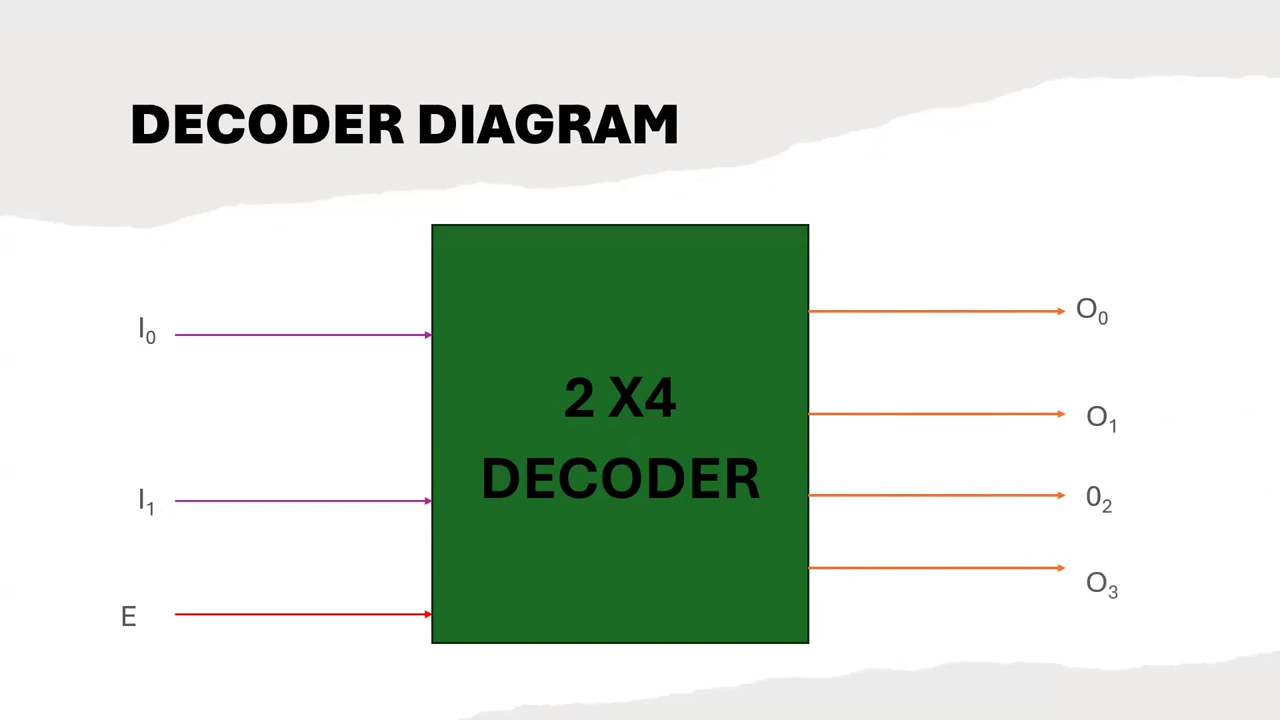 DECODER DIAGRAM
I₀
O₀
2 X4
O₁
DECODER
I₁
0₂
O₃
E